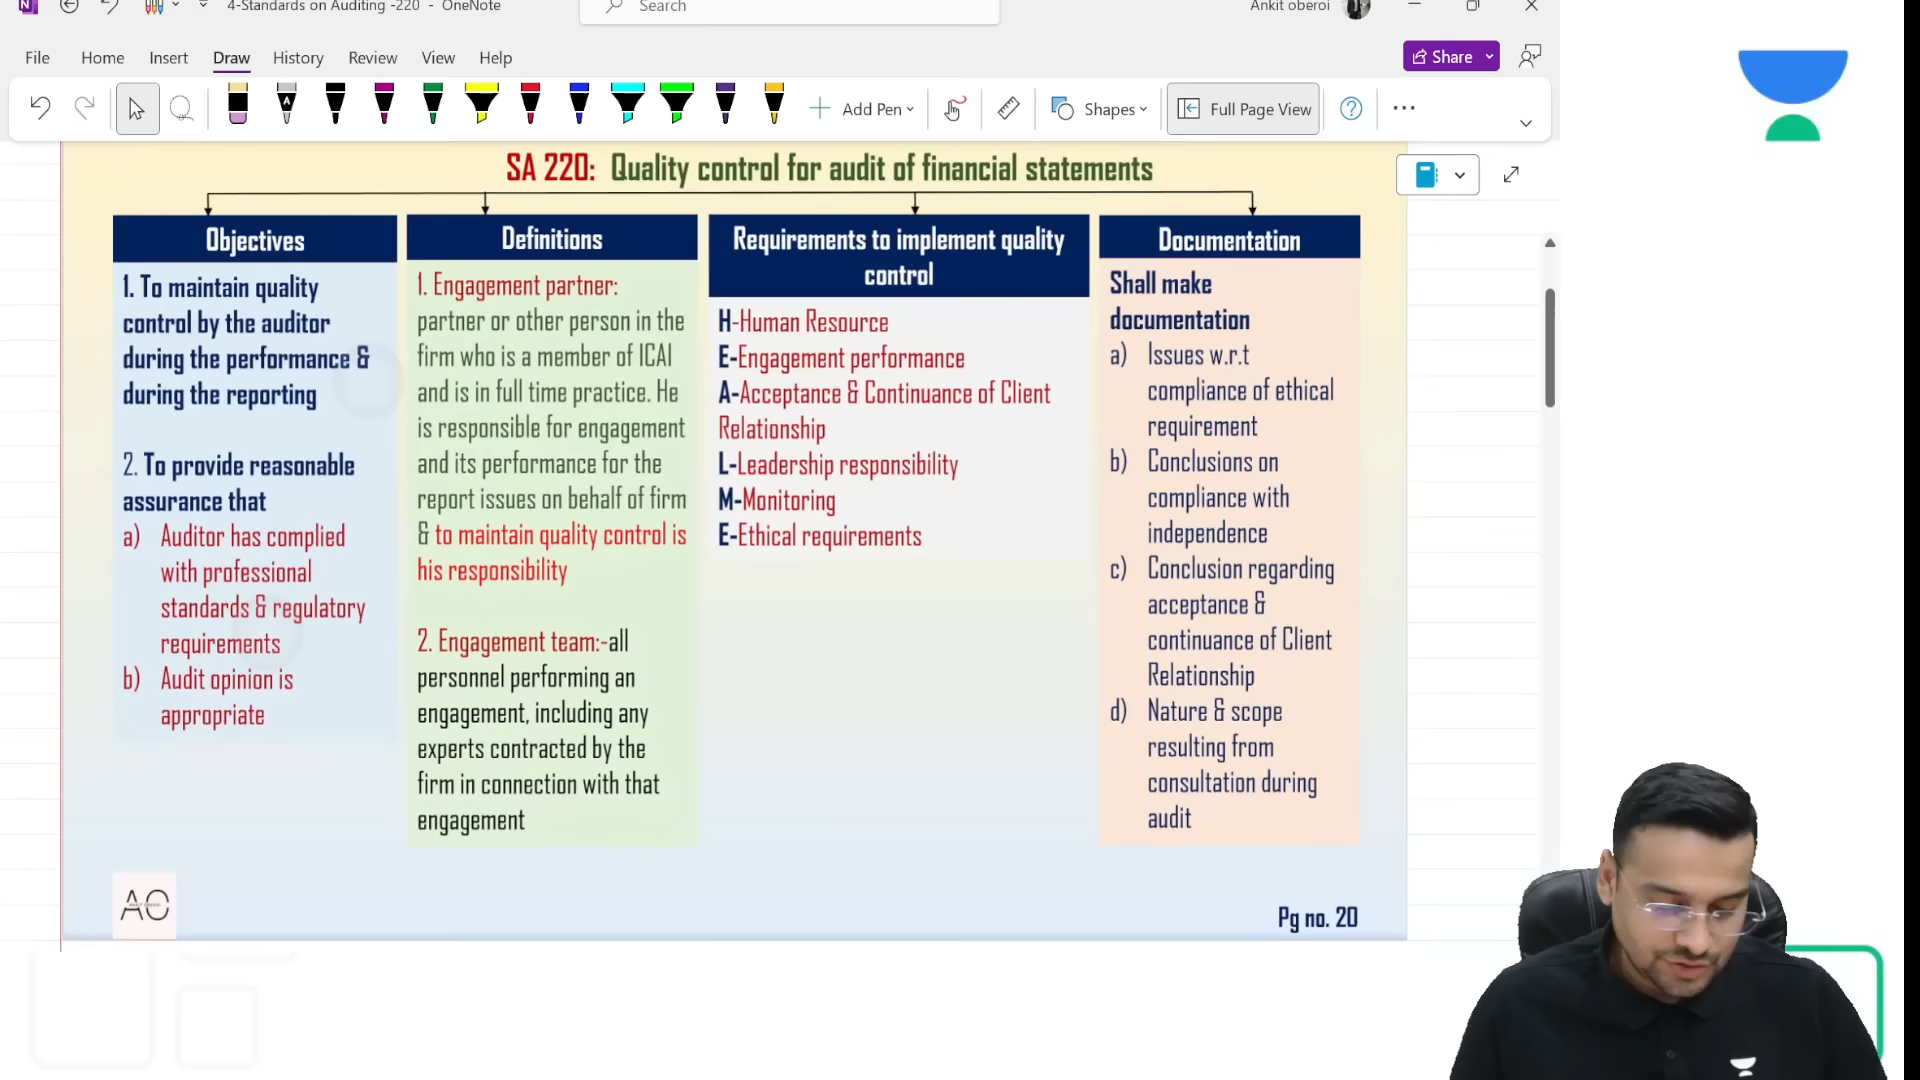 4-Standards on Auditing -220 - OneNote
Search
Ankit oberoi
File
Home
Insert
Draw
History
Review
View
Help
Share
Add Pen
Shapes
Full Page View
SA 220: Quality control for audit of financial statements
Objectives
1. To maintain quality
control by the auditor
during the performance &
during the reporting
2. To provide reasonable
assurance that
a) Auditor has complied
with professional
standards & regulatory
requirements
b) Audit opinion is
appropriate
Definitions
1. Engagement partner:
partner or other person in the
firm who is a member of ICAI
and is in full time practice. He
is responsible for engagement
and its performance for the
report issues on behalf of firm
& to maintain quality control is
his responsibility
2. Engagement team:-all
personnel performing an
engagement, including any
experts contracted by the
firm in connection with that
engagement
Requirements to implement quality
control
H-Human Resource
E-Engagement performance
A-Acceptance & Continuance of Client
Relationship
L-Leadership responsibility
M-Monitoring
E-Ethical requirements
Documentation
Shall make
documentation
a) Issues w.r.t
compliance of ethical
requirement
b) Conclusions on
compliance with
independence
c) Conclusion regarding
acceptance &
continuance of Client
Relationship
d) Nature & scope
resulting from
consultation during
audit
AO
Pg no. 20